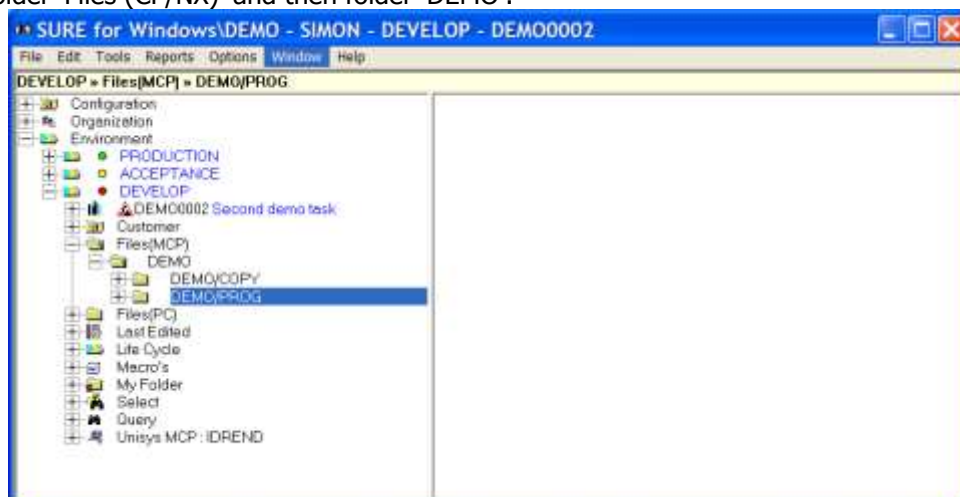 older 'Files (CP/NX)' and then folder 'DEMO'.
SURE for Windows\DEMO - SIMON - DEVELOP - DEMO0002
File Edit Tools Reports Options Window Help
DEVELOP » Files(MCP) » DEMO/PROG
Configuration
Organization
Environment
PRODUCTION
ACCEPTANCE
DEVELOP
DEMO0002 Second demo task
Customer
Files(MCP)
DEMO
DEMO/COPY
DEMO/PROG
Files(PC)
Last Edited
Life Cycle
Macro's
My Folder
Select
Query
Unisys MCP : IDREND